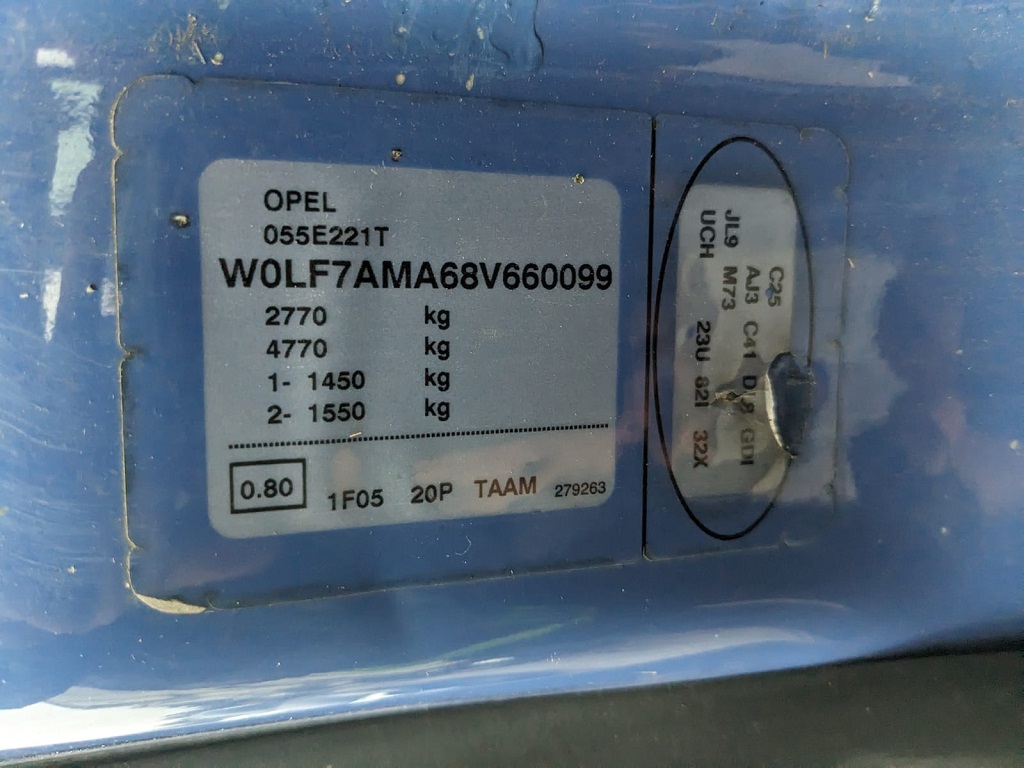 OPEL
055E221T
W0LF7AMA68V660099
2770 kg
4770 kg
1- 1450 kg
2- 1550 kg
0.80 1F05 20P TAAM 279263
C25
JL9 AJ3 C41 GDI
UCH M73 23U 82I 32X